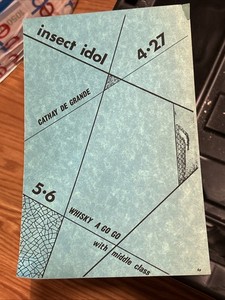 insect idol
4·27
CATHAY DE GRANDE
5·6
WHISKY A GO GO
with middle class